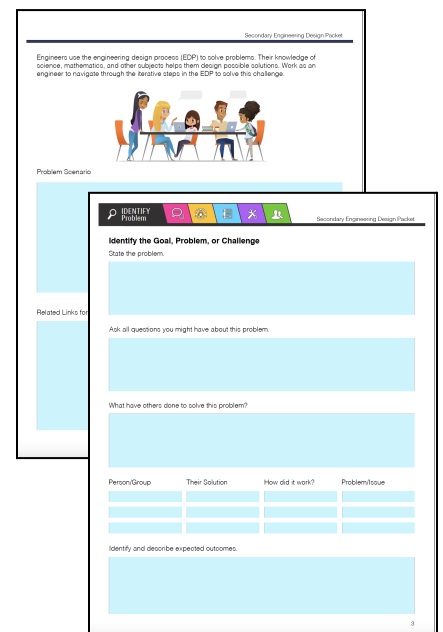 Secondary Engineering Design Packet
Engineers use the engineering design process (EDP) to solve problems. Their knowledge of
science, mathematics, and other subjects helps them design possible solutions. Work as an
engineer to navigate through the iterative steps in the EDP to solve this challenge.
Problem Scenario
Related Links for
IDENTIFY
Problem
Secondary Engineering Design Packet
Identify the Goal, Problem, or Challenge
State the problem.
Ask all questions you might have about this problem.
What have others done to solve this problem?
Person/Group Their Solution How did it work? Problem/Issue
Identify and describe expected outcomes.
3